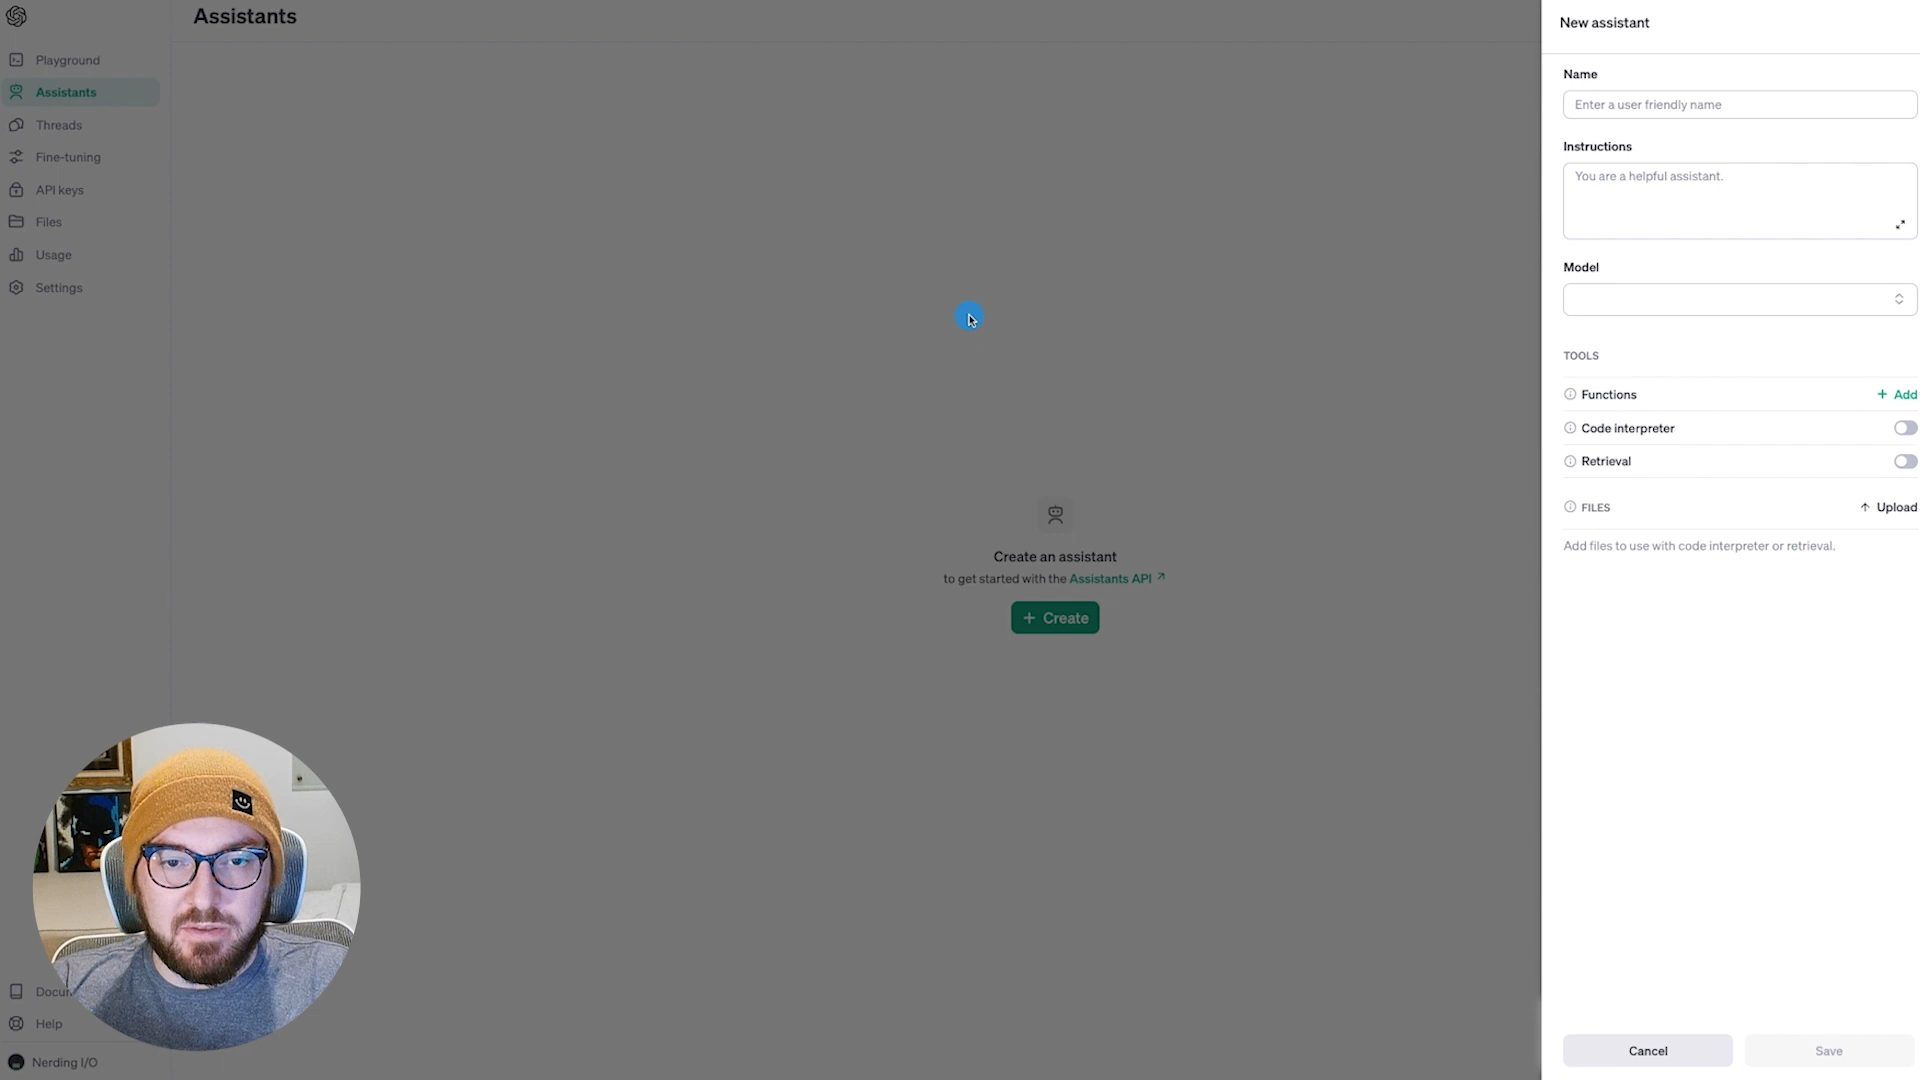 Assistants
Playground
Assistants
Threads
Fine-tuning
API keys
Files
Usage
Settings
Create an assistant
to get started with the Assistants API
+ Create
Docum
Help
Nerding I/O
New assistant
Name
Enter a user friendly name
Instructions
You are a helpful assistant.
Model
TOOLS
Functions
+ Add
Code interpreter
Retrieval
FILES
Upload
Add files to use with code interpreter or retrieval.
Cancel
Save